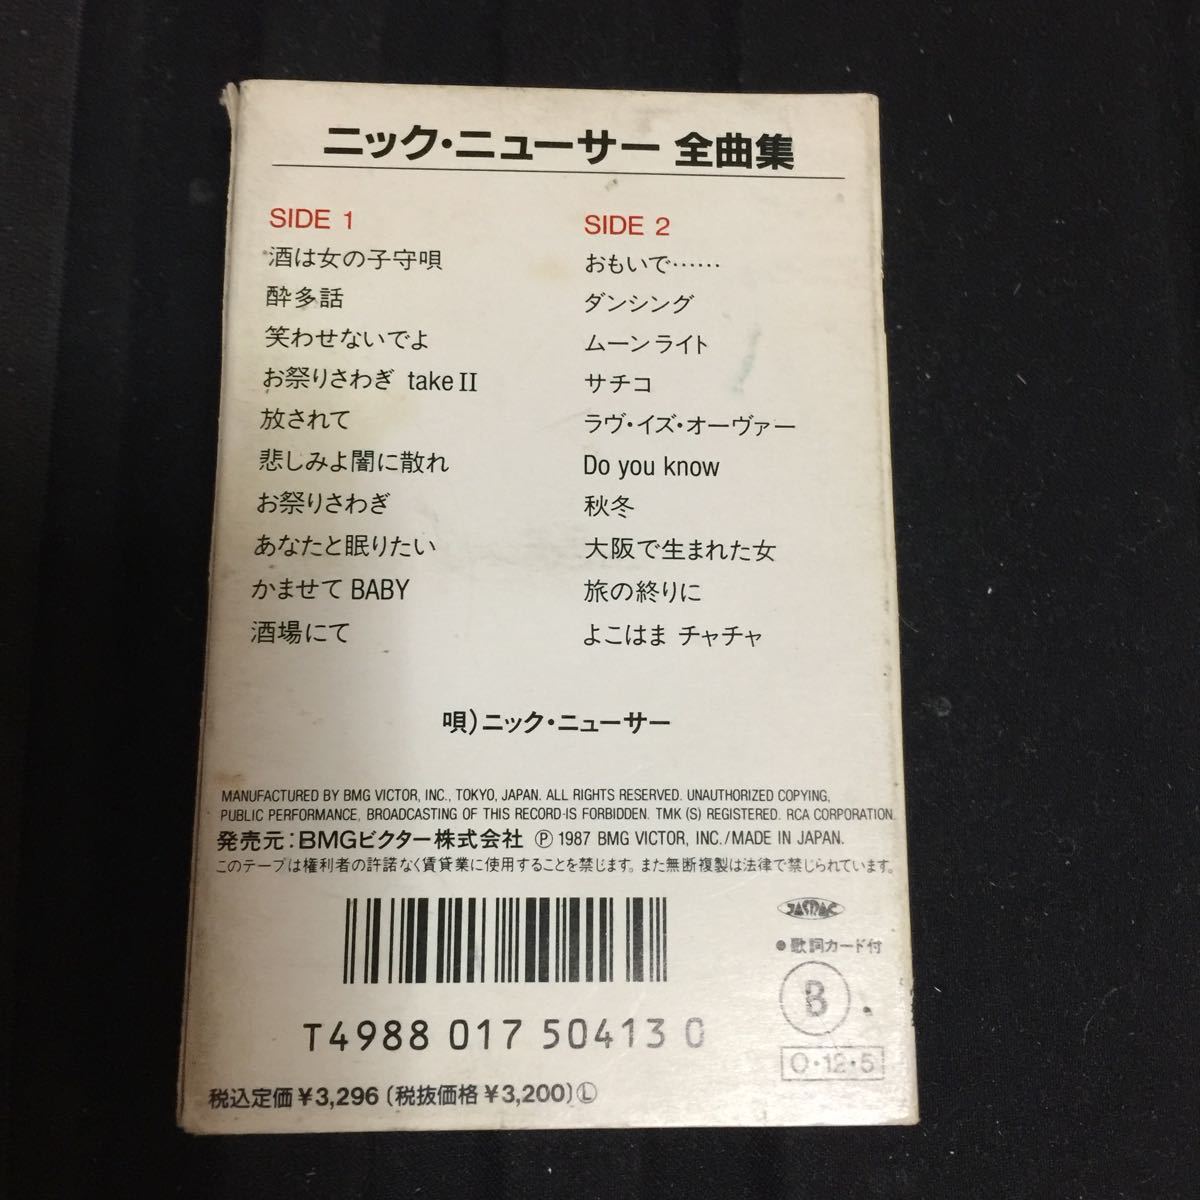 ニック・ニューサー 全曲集
SIDE 1
酒は女の子守唄
酔多話
笑わせないでよ
お祭りさわぎ take II
放されて
悲しみよ闇に散れ
お祭りさわぎ
あなたと眠りたい
かませて BABY
酒場にて
SIDE 2
おもいで……
ダンシング
ムーンライト
サチコ
ラヴ・イズ・オーヴァー
Do you know
秋冬
大阪で生まれた女
旅の終りに
よこはま チャチャ
唄)ニック・ニューサー
MANUFACTURED BY BMG VICTOR, INC., TOKYO, JAPAN. ALL RIGHTS RESERVED. UNAUTHORIZED COPYING,
PUBLIC PERFORMANCE, BROADCASTING OF THIS RECORD IS FORBIDDEN. TMK (S) REGISTERED. RCA CORPORATION.
発売元:BMGビクター株式会社 Ⓟ 1987 BMG VICTOR, INC./MADE IN JAPAN.
このテープは権利者の許諾なく賃貸業に使用することを禁じます。また無断複製は法律で禁じられています。
JASRAC
●歌詞カード付
B
O・12・5
T4988 017 504130
税込定価¥3,296〔税抜価格¥3,200〕Ⓛ